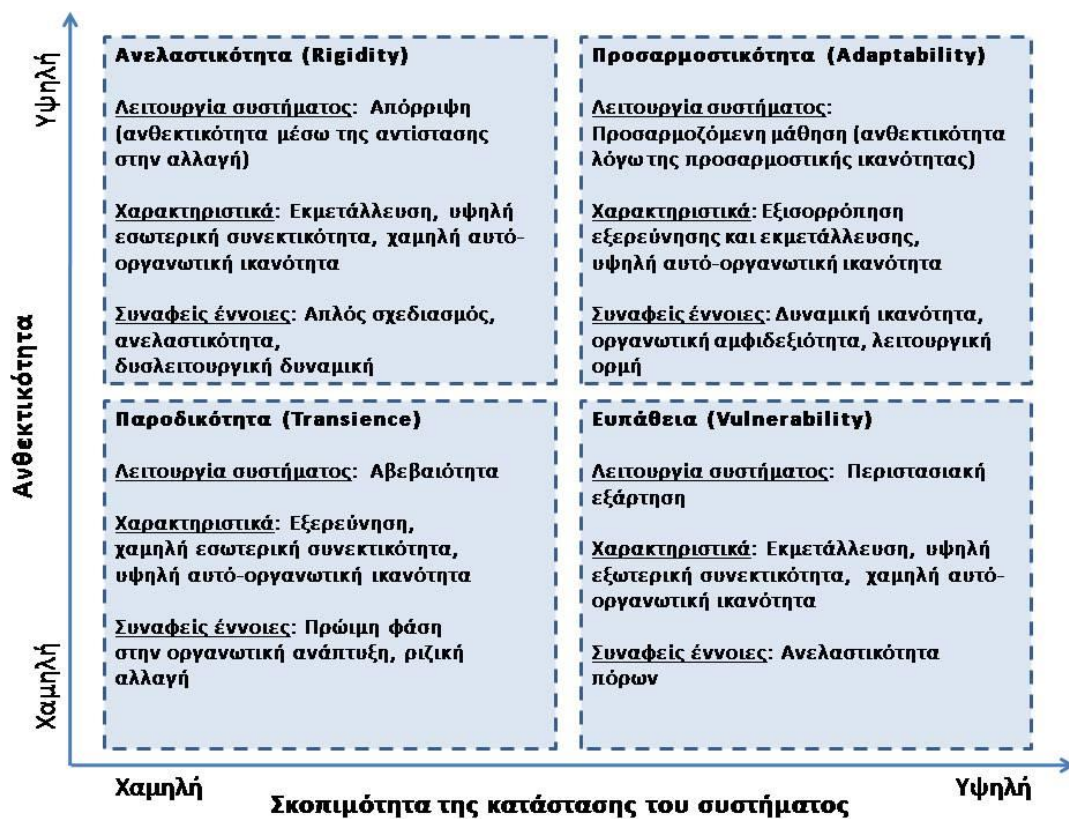 Υψηλή
Ανθεκτικότητα
Χαμηλή
Ανελαστικότητα (Rigidity)
Λειτουργία συστήματος: Απόρριψη
(ανθεκτικότητα μέσω της αντίστασης
στην αλλαγή)
Χαρακτηριστικά: Εκμετάλλευση, υψηλή
εσωτερική συνεκτικότητα, χαμηλή αυτό-
οργανωτική ικανότητα
Συναφείς έννοιες: Απλός σχεδιασμός,
ανελαστικότητα,
δυσλειτουργική δυναμική
Προσαρμοστικότητα (Adaptability)
Λειτουργία συστήματος:
Προσαρμοζόμενη μάθηση (ανθεκτικότητα
λόγω της προσαρμοστικής ικανότητας)
Χαρακτηριστικά: Εξισορρόπηση
εξερεύνησης και εκμετάλλευσης,
υψηλή αυτό-οργανωτική ικανότητα
Συναφείς έννοιες: Δυναμική ικανότητα,
οργανωτική αμφιδεξιότητα, λειτουργική
ορμή
Παροδικότητα (Transience)
Λειτουργία συστήματος: Αβεβαιότητα
Χαρακτηριστικά: Εξερεύνηση,
χαμηλή εσωτερική συνεκτικότητα,
υψηλή αυτό-οργανωτική ικανότητα
Συναφείς έννοιες: Πρώιμη φάση
στην οργανωτική ανάπτυξη, ριζική
αλλαγή
Ευπάθεια (Vulnerability)
Λειτουργία συστήματος: Περιστασιακή
εξάρτηση
Χαρακτηριστικά: Εκμετάλλευση, υψηλή
εξωτερική συνεκτικότητα, χαμηλή αυτό-
οργανωτική ικανότητα
Συναφείς έννοιες: Ανελαστικότητα
πόρων
Χαμηλή
Υψηλή
Σκοπιμότητα της κατάστασης του συστήματος